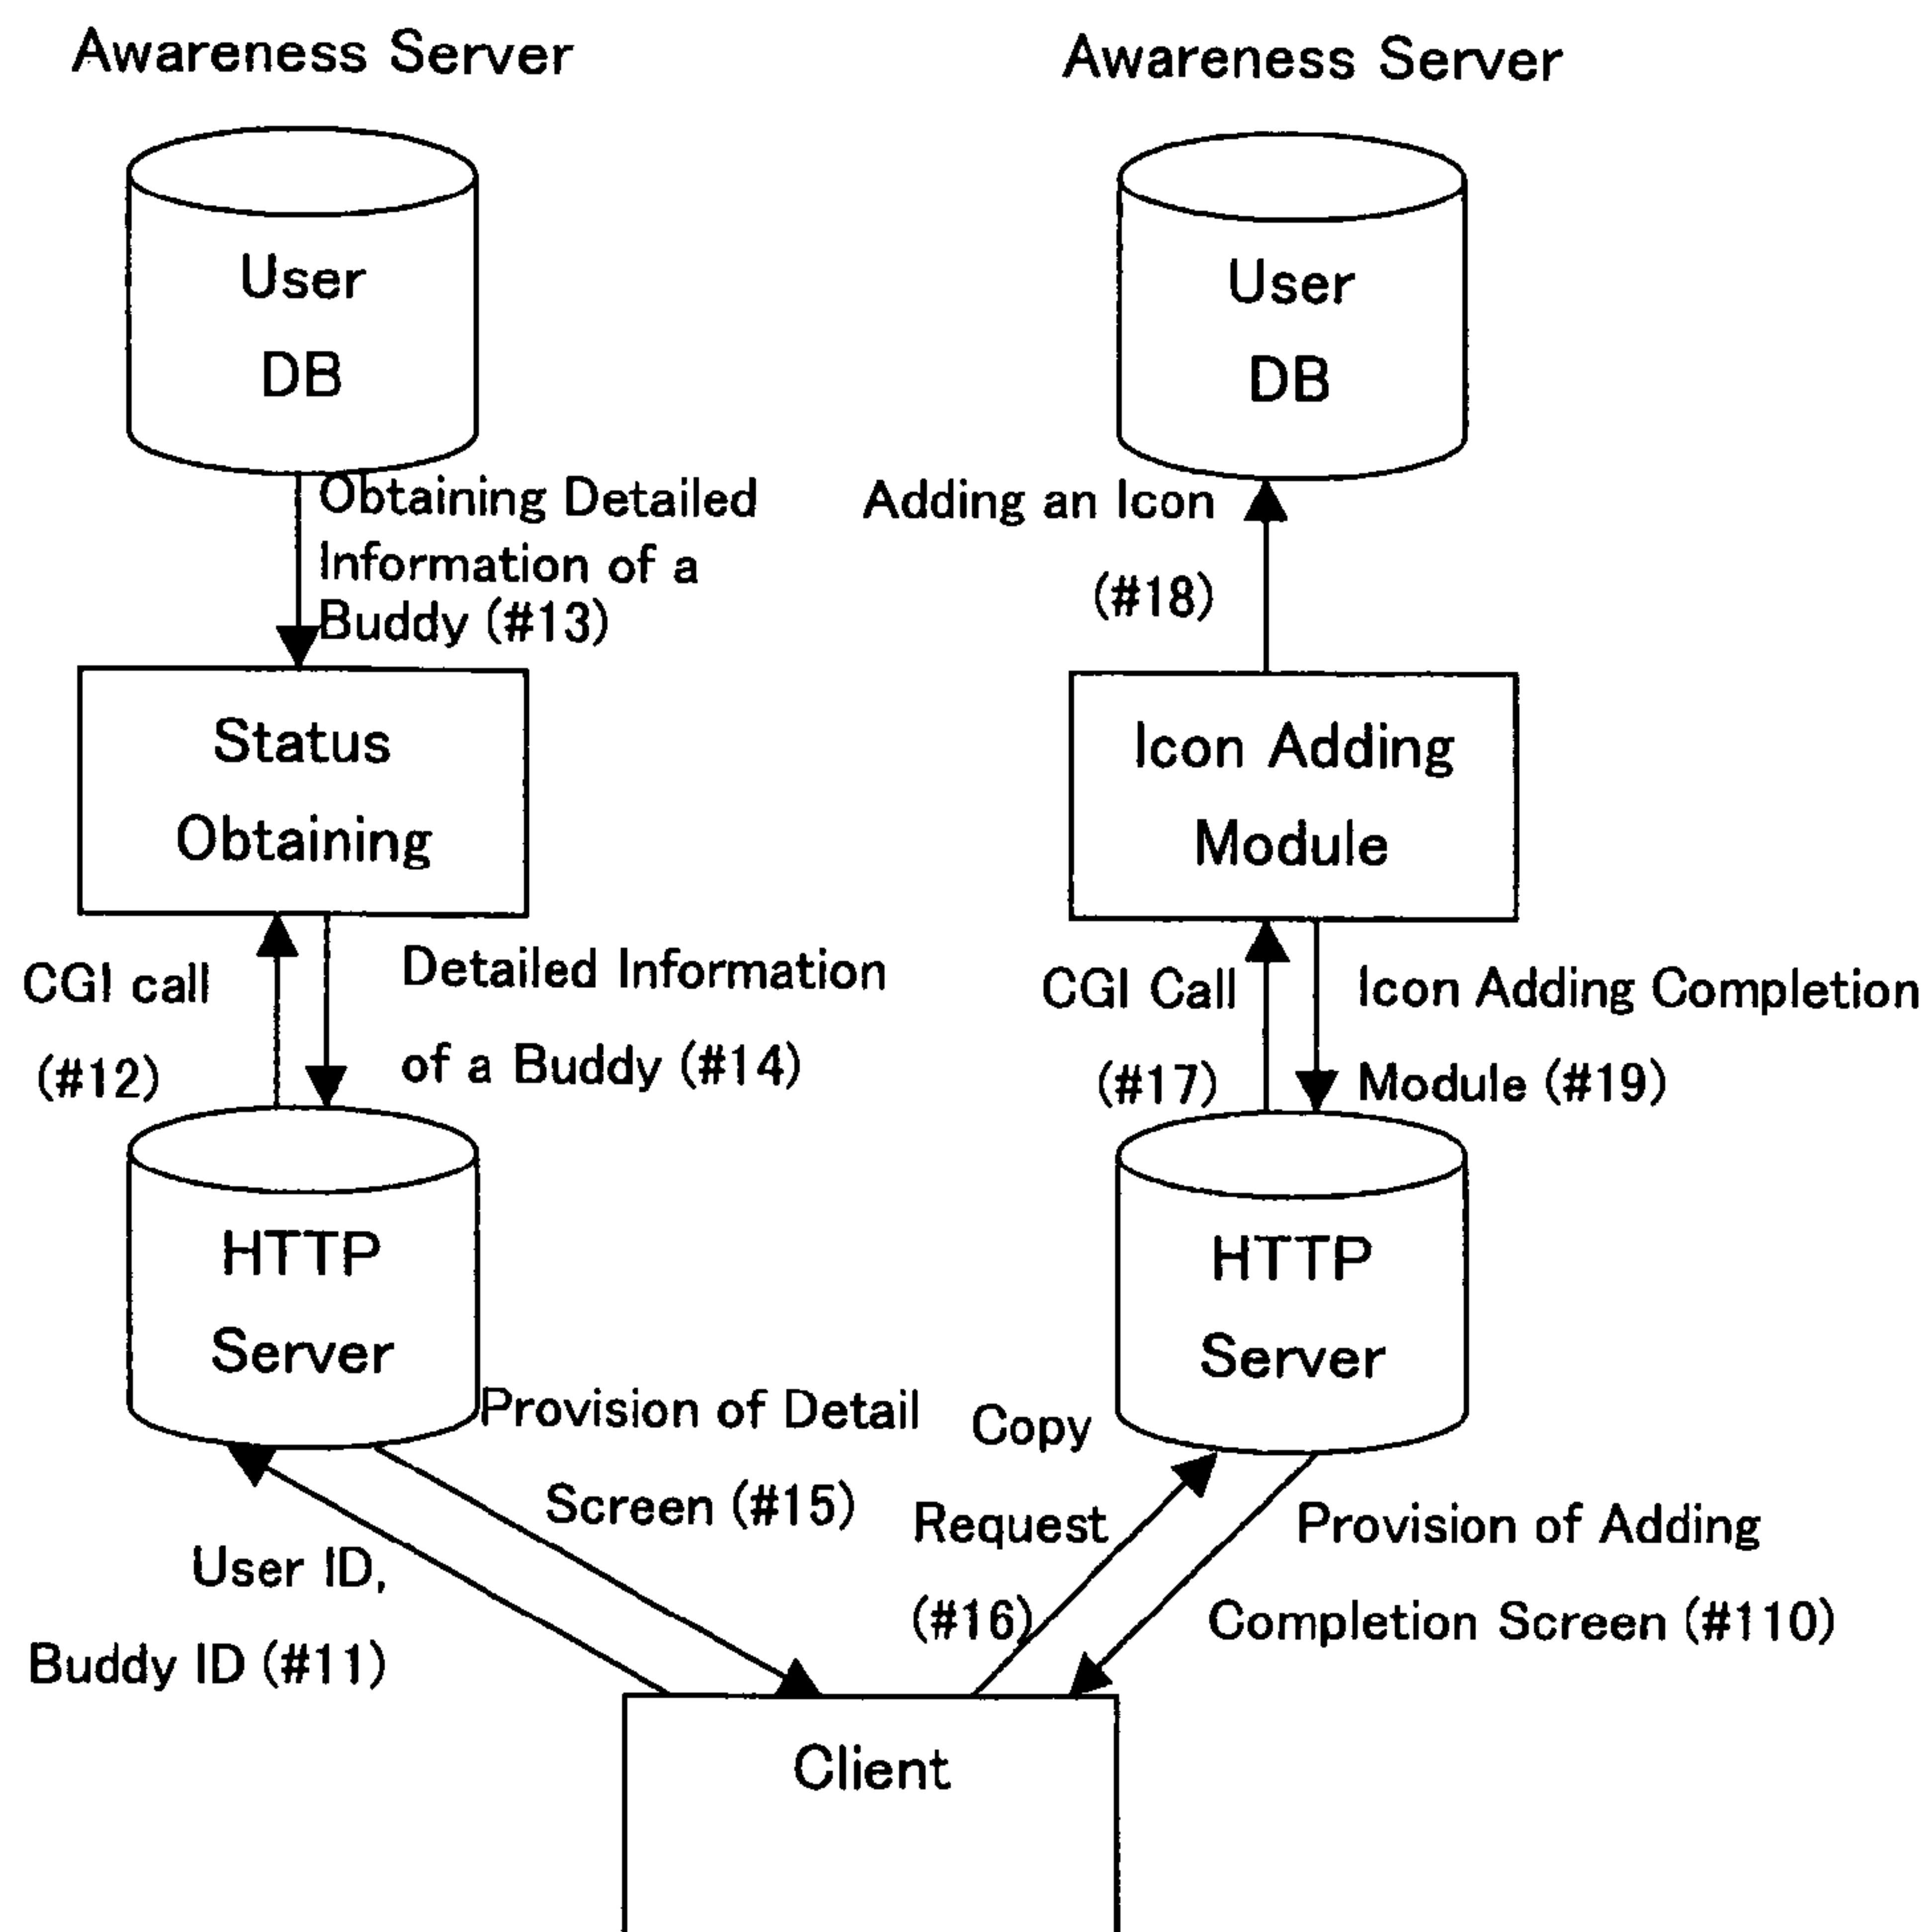 Awareness Server
User
DB
Obtaining Detailed
Information of a
Buddy (#13)
Status
Obtaining
CGI call
(#12)
Detailed Information
of a Buddy (#14)
HTTP
Server
Provision of Detail
Screen (#15)
User ID,
Buddy ID (#11)
Awareness Server
User
DB
Adding an Icon
(#18)
Icon Adding
Module
CGI Call
(#17)
Icon Adding Completion
Module (#19)
HTTP
Server
Copy
Request
(#16)
Provision of Adding
Completion Screen (#110)
Client